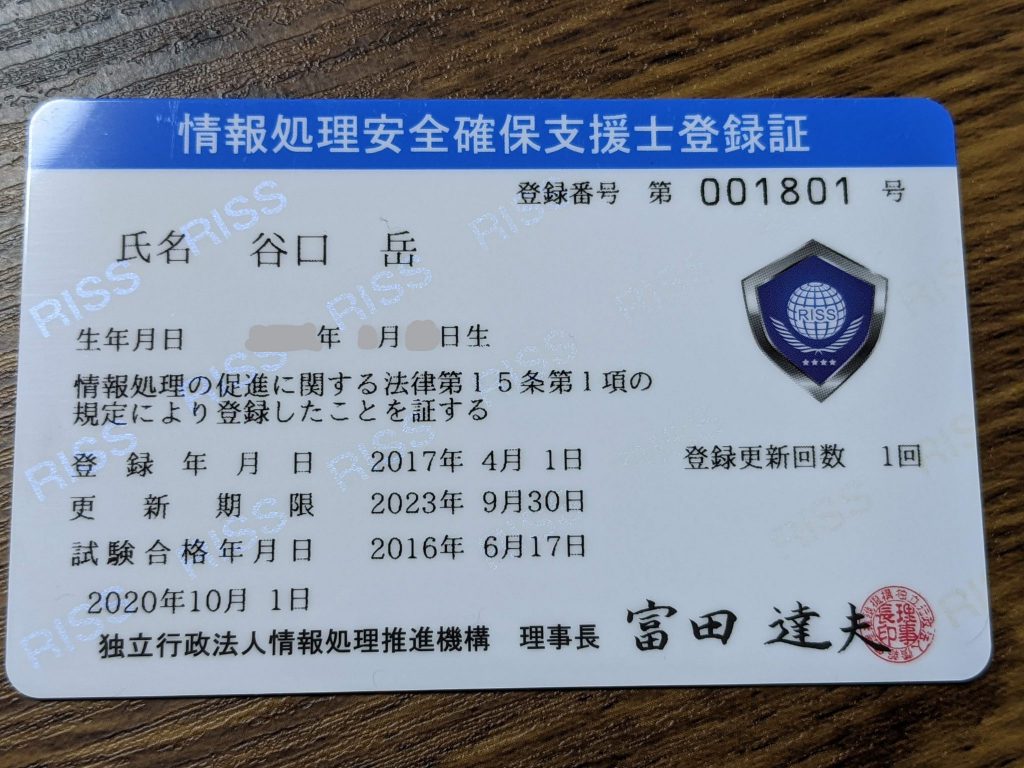 情報処理安全確保支援士登録証
登録番号 第 001801 号
氏名 谷口 岳
RISS
生年月日 年 月 日生
情報処理の促進に関する法律第15条第1項の
規定により登録したことを証する
登録年月日 2017年 4月 1日 登録更新回数 1回
更新期限 2023年 9月30日
試験合格年月日 2016年 6月17日
2020年10月 1日
独立行政法人情報処理推進機構 理事長 富田 達夫